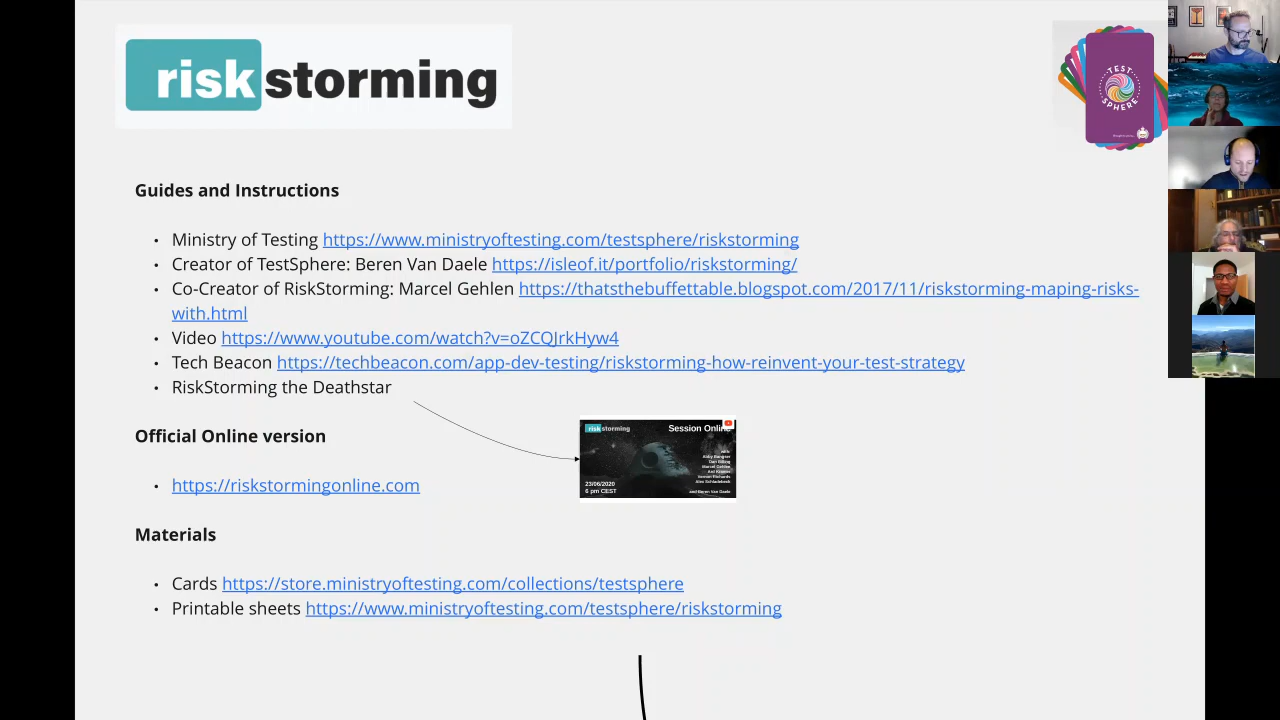 riskstorming
TEST
SPHERE
Guides and Instructions
• Ministry of Testing https://www.ministryoftesting.com/testsphere/riskstorming
• Creator of TestSphere: Beren Van Daele https://isleof.it/portfolio/riskstorming/
• Co-Creator of RiskStorming: Marcel Gehlen https://thatsthebuffettable.blogspot.com/2017/11/riskstorming-maping-risks-
with.html
• Video https://www.youtube.com/watch?v=oZCQJrkHyw4
• Tech Beacon https://techbeacon.com/app-dev-testing/riskstorming-how-reinvent-your-test-strategy
• RiskStorming the Deathstar
riskstorming
Session Online
23/06/2020
6 pm CEST
and Beren Van Daele
Official Online version
• https://riskstormingonline.com
Materials
• Cards https://store.ministryoftesting.com/collections/testsphere
• Printable sheets https://www.ministryoftesting.com/testsphere/riskstorming